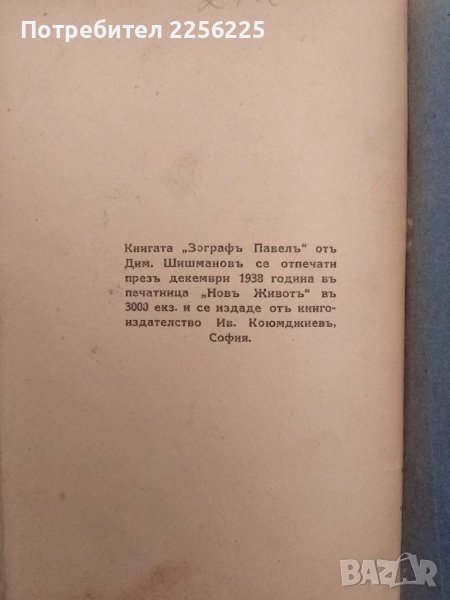 Потребител 2256225
Книгата „Зографъ Павелъ" отъ
Дим. Шишмановъ се отпечати
презъ декември 1938 година въ
печатница „Новъ Животъ" въ
3000 екз. и се издаде отъ книго-
издателство Ив. Коюмджиевъ,
София.
BAZAR